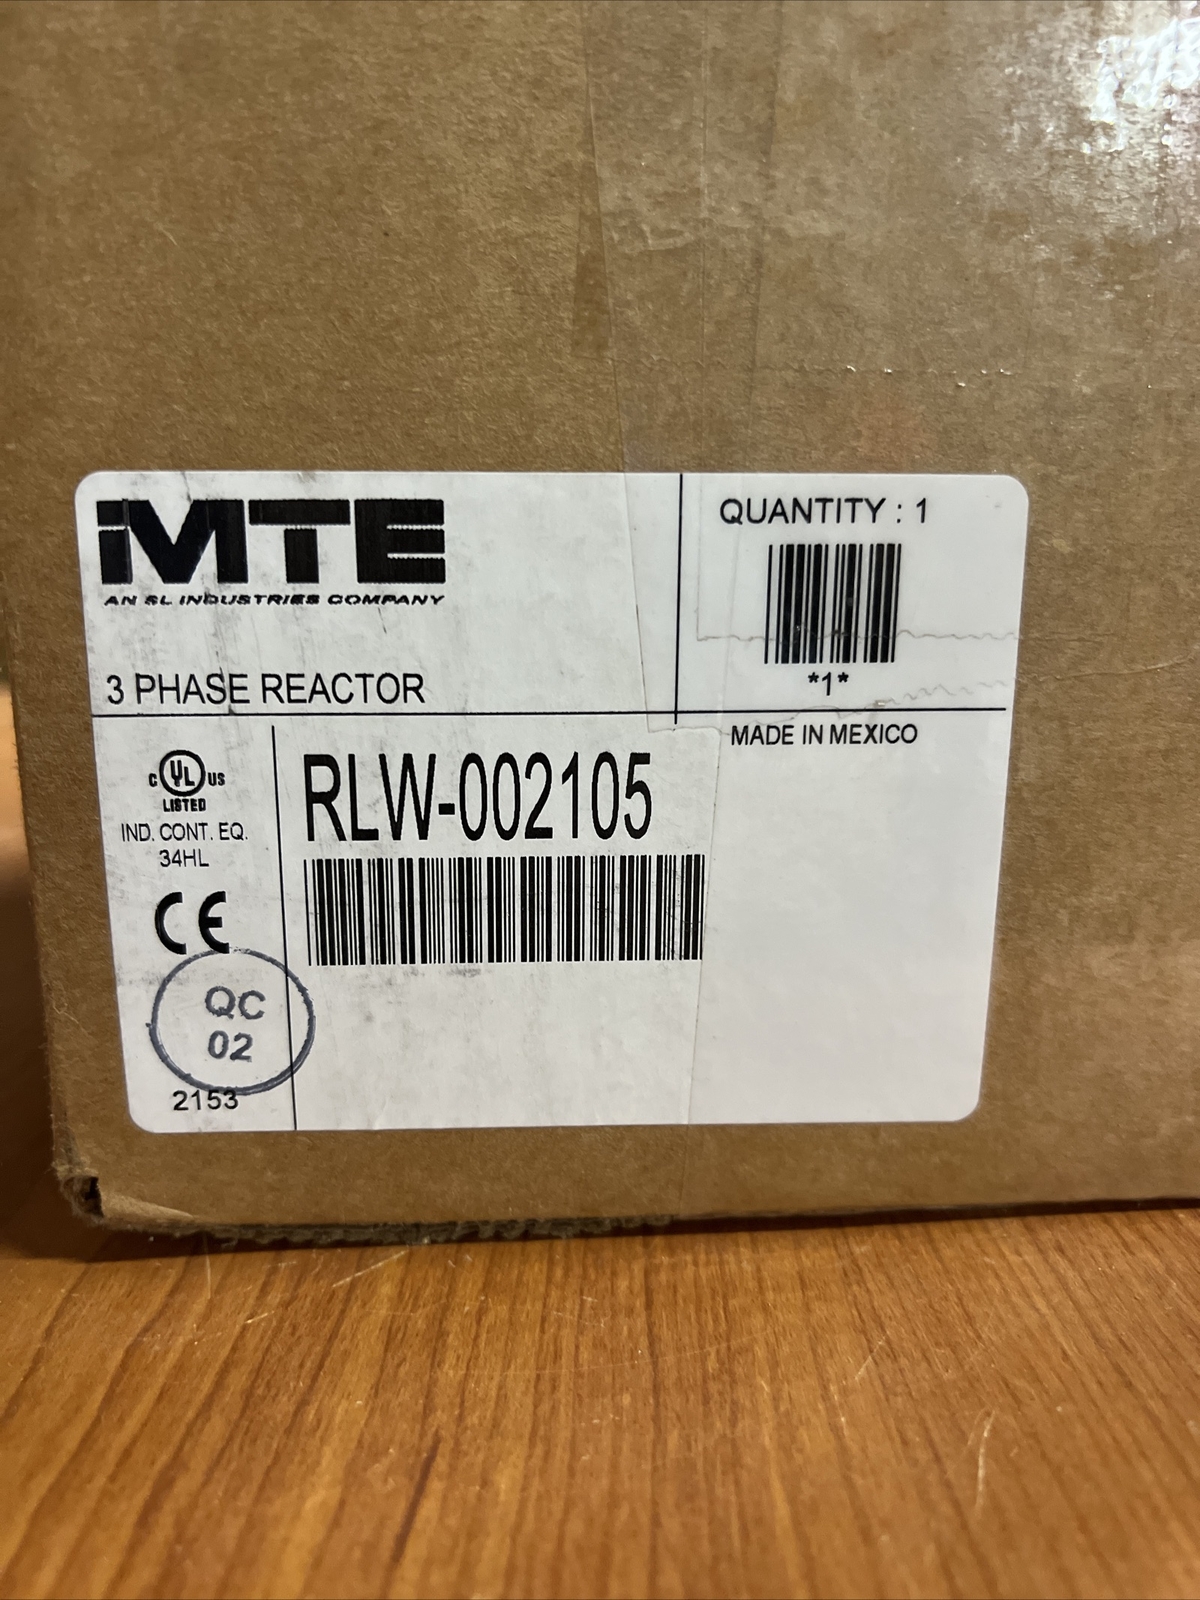 MTE
AN SL INDUSTRIES COMPANY
3 PHASE REACTOR
QUANTITY : 1
*1*
MADE IN MEXICO
C UL US
LISTED
IND. CONT. EQ.
34HL
CE
RLW-002105
QC
02
2153